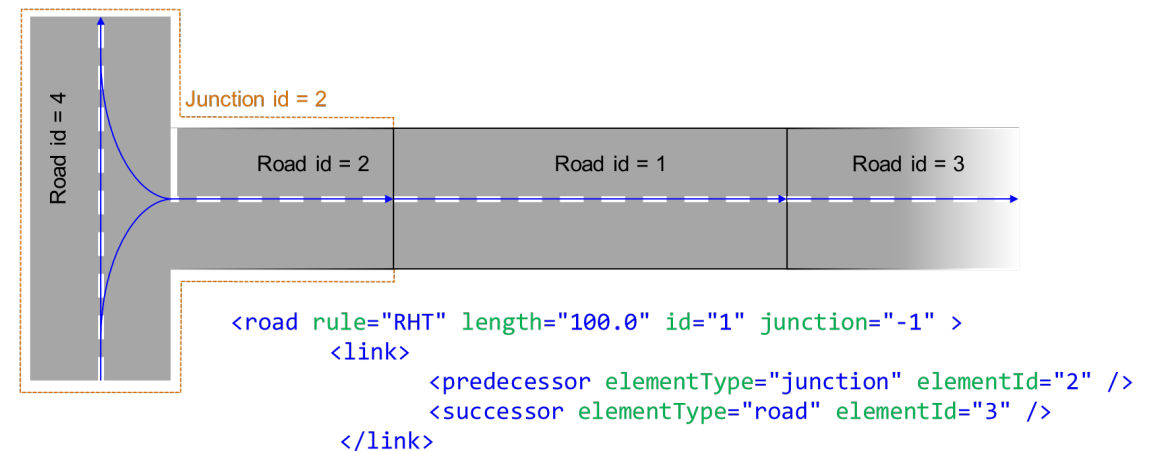 Road id = 4
Junction id = 2
Road id = 2
Road id = 1
Road id = 3
<road rule="RHT" length="100.0" id="1" junction="-1" >
<link>
<predecessor elementType="junction" elementId="2" />
<successor elementType="road" elementId="3" />
</link>